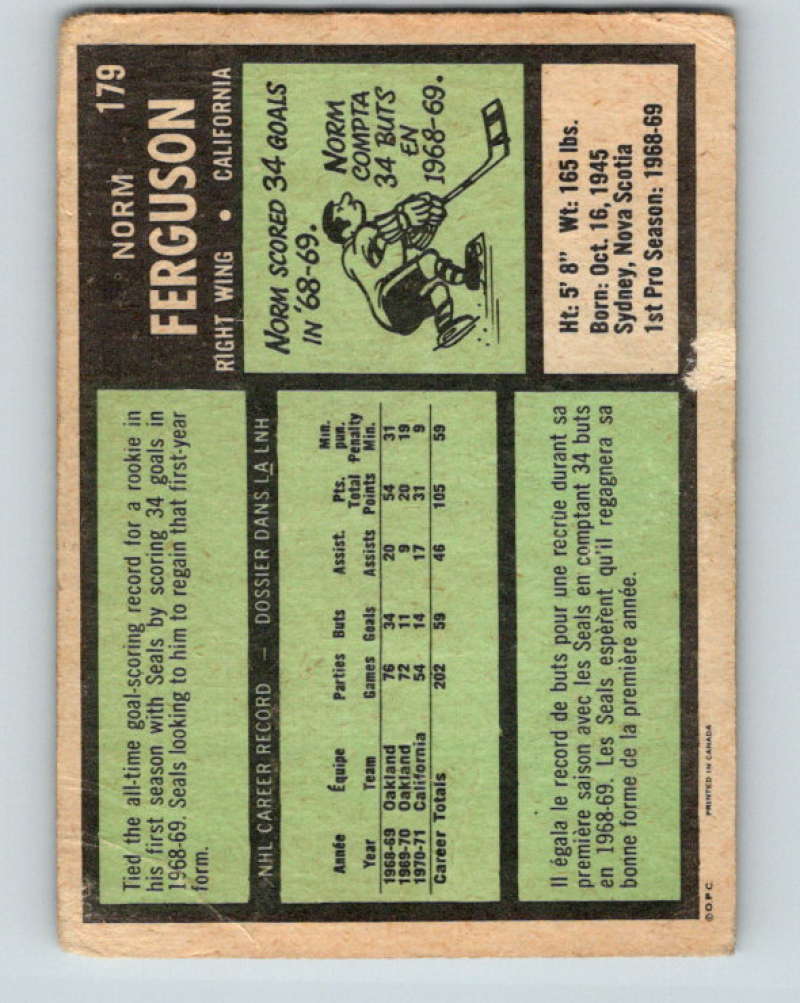 NORM 179
FERGUSON
RIGHT WING • CALIFORNIA
Tied the all-time goal-scoring record for a rookie in
his first season with Seals by scoring 34 goals in
1968-69. Seals looking to him to regain that first-year
form.
NORM SCORED 34 GOALS
IN '68-69.
NORM
COMPTA
34 BUTS
EN
1968-69.
NHL CAREER RECORD — DOSSIER DANS LA LNH
Min.
Pts. pun.
Année Équipe Parties Buts Assist. Total Penalty
Year Team Games Goals Assists Points Min.
1968-69 Oakland 76 34 20 54 31
1969-70 Oakland 72 11 9 20 19
1970-71 California 54 14 17 31 9
Career Totals 202 59 46 105 59
Ht: 5' 8" Wt: 165 lbs.
Born: Oct. 16, 1945
Sydney, Nova Scotia
1st Pro Season: 1968-69
Il égala le record de buts pour une recrue durant sa
première saison avec les Seals en comptant 34 buts
en 1968-69. Les Seals espèrent qu'il regagnera sa
bonne forme de la première année.
© O.P.C. PRINTED IN CANADA